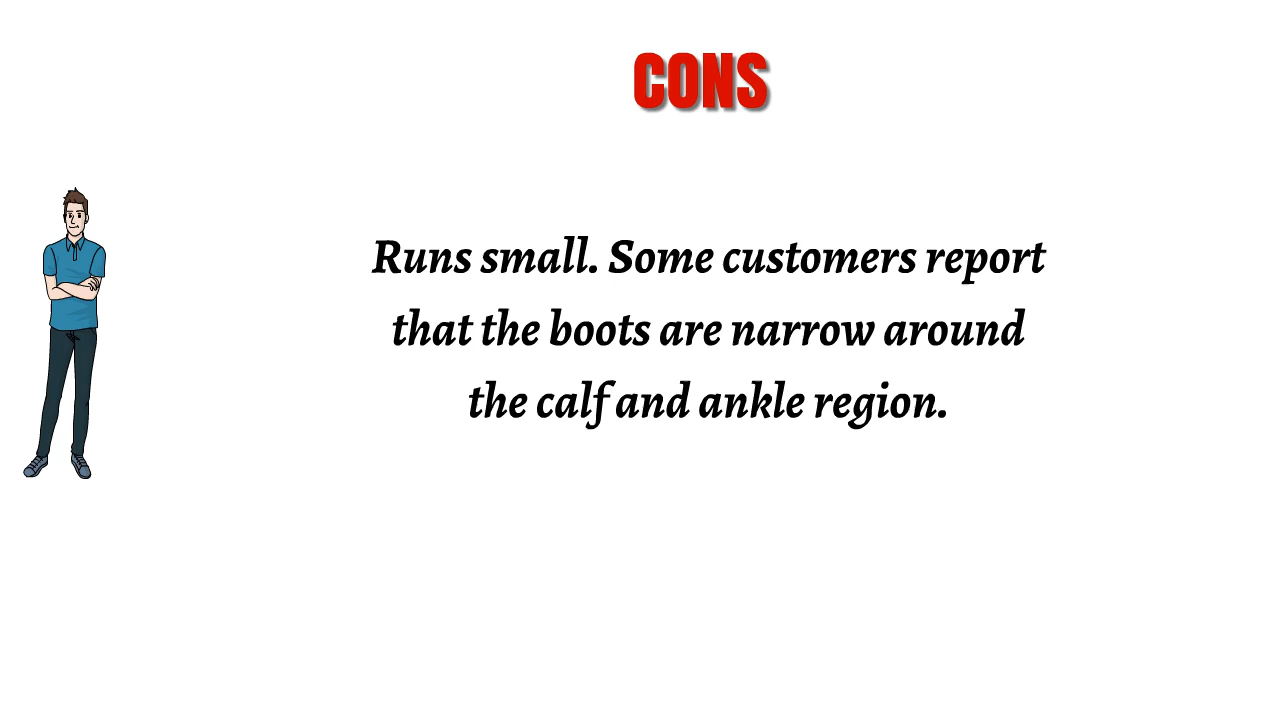 CONS
Runs small. Some customers report
that the boots are narrow around
the calf and ankle region.